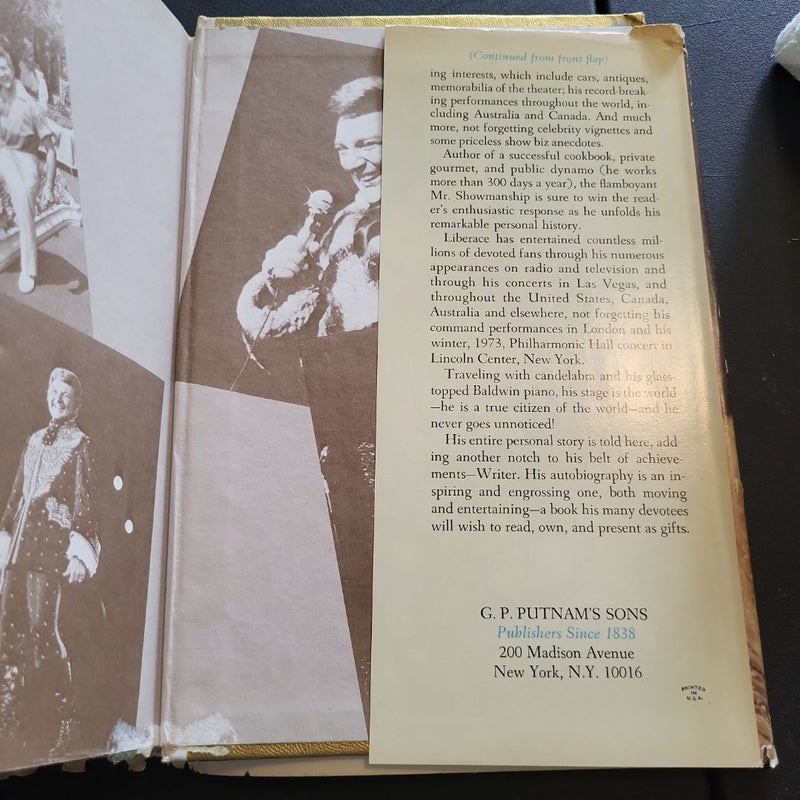 (Continued from front flap)
ing interests, which include cars, antiques,
memorabilia of the theater; his record-break-
ing performances throughout the world, in-
cluding Australia and Canada. And much
more, not forgetting celebrity vignettes and
some priceless show biz anecdotes.
Author of a successful cookbook, private
gourmet, and public dynamo (he works
more than 300 days a year), the flamboyant
Mr. Showmanship is sure to win the read-
er's enthusiastic response as he unfolds his
remarkable personal history.
Liberace has entertained countless mil-
lions of devoted fans through his numerous
appearances on radio and television and
through his concerts in Las Vegas, and
throughout the United States, Canada,
Australia and elsewhere, not forgetting his
command performances in London and his
winter, 1973, Philharmonic Hall concert in
Lincoln Center, New York.
Traveling with candelabra and his glass-
topped Baldwin piano, his stage is the world
—he is a true citizen of the world—and he
never goes unnoticed!
His entire personal story is told here, add-
ing another notch to his belt of achieve-
ments—Writer. His autobiography is an in-
spiring and engrossing one, both moving
and entertaining—a book his many devotees
will wish to read, own, and present as gifts.
G. P. PUTNAM'S SONS
Publishers Since 1838
200 Madison Avenue
New York, N.Y. 10016
PRINTED
IN
U.S.A.